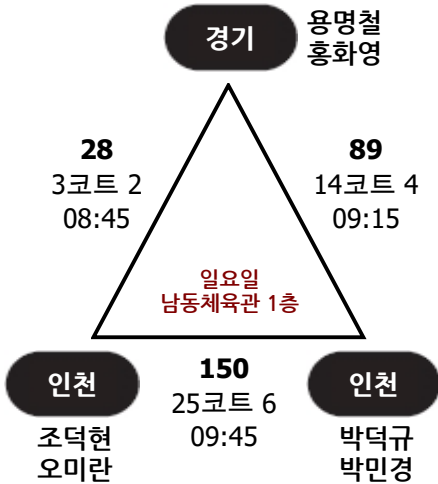 경기
용명철
홍화영
28
3코트 2
08:45
89
14코트 4
09:15
일요일
남동체육관 1층
인천
조덕현
오미란
150
25코트 6
09:45
인천
박덕규
박민경